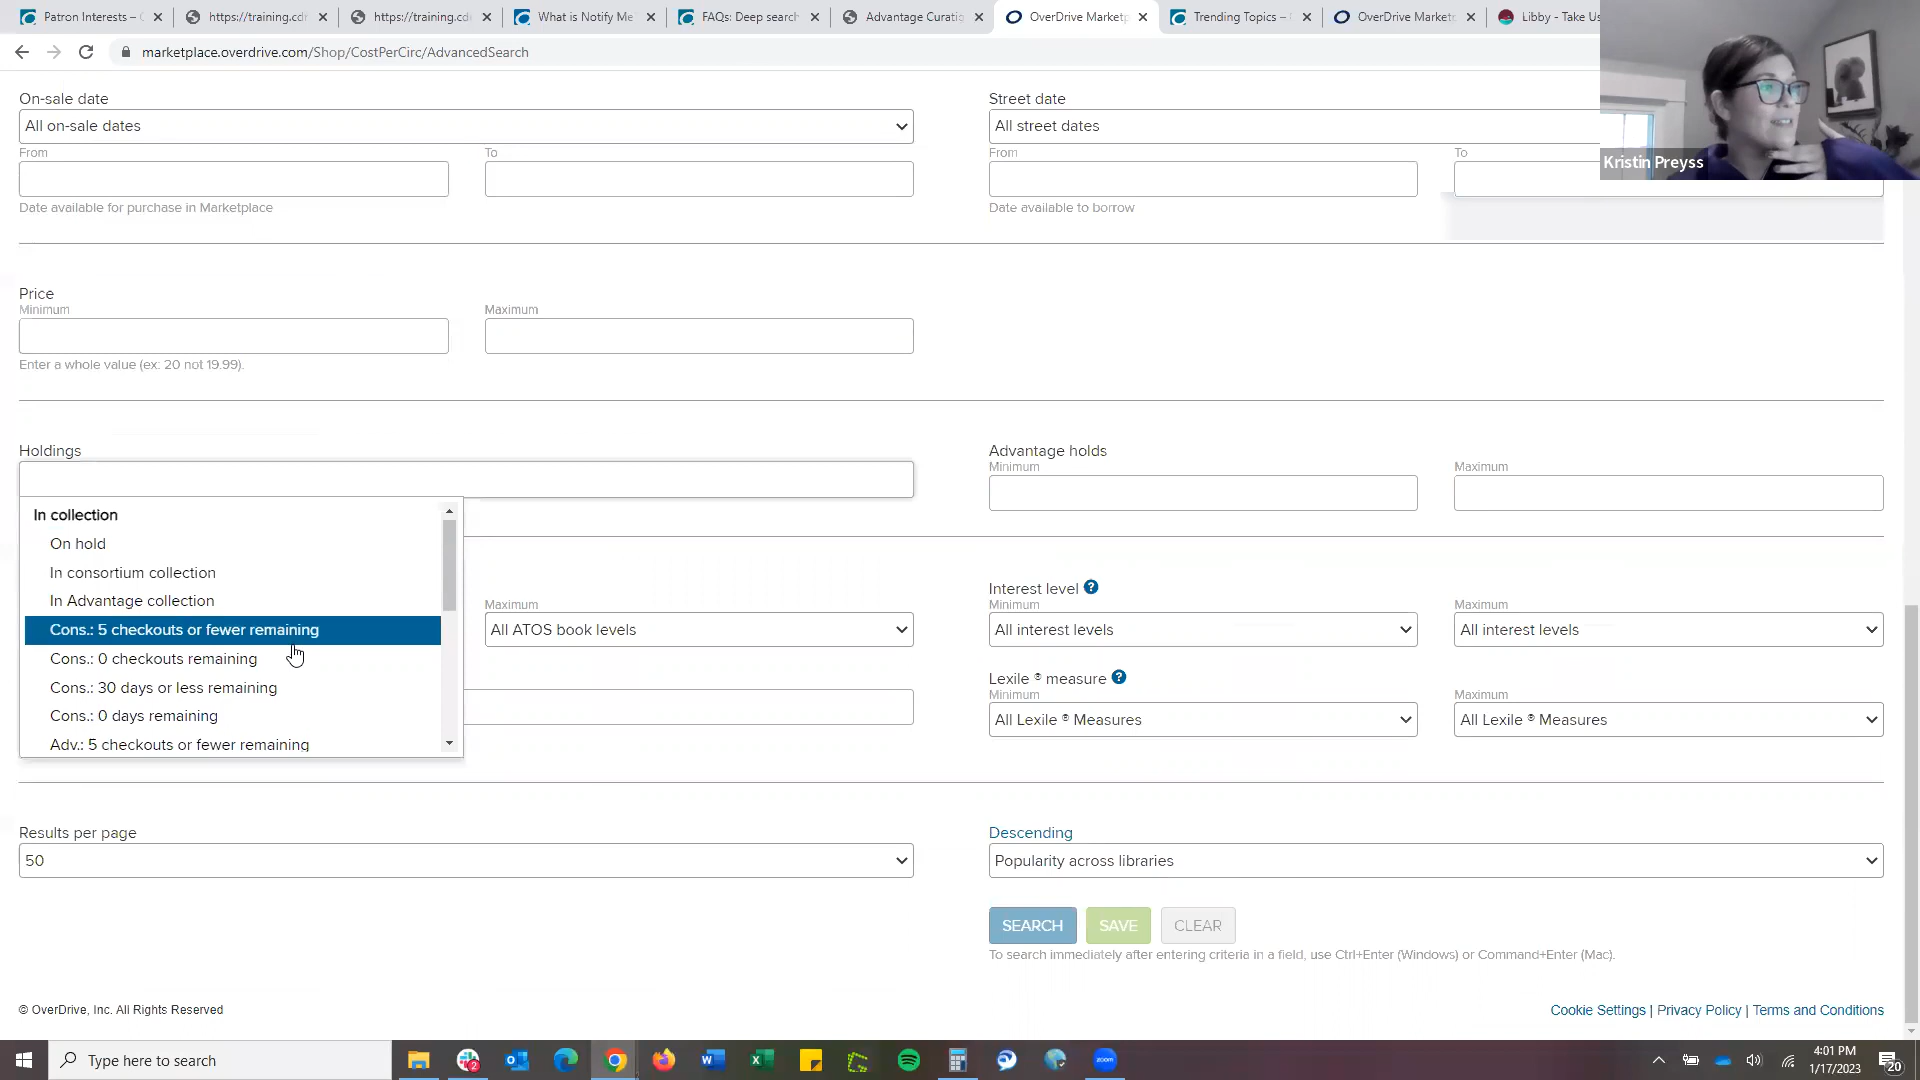 Patron Interests – C
https://training.cdn
https://training.cdn
What is Notify Me
FAQs: Deep search
Advantage Curatio
OverDrive Marketp
Trending Topics –
OverDrive Markets
Libby - Take Us
marketplace.overdrive.com/Shop/CostPerCirc/AdvancedSearch
Kristin Preyss
On-sale date
All on-sale dates
From
To
Date available for purchase in Marketplace
Street date
All street dates
From
To
Date available to borrow
Price
Minimum
Maximum
Enter a whole value (ex: 20 not 19.99).
Holdings
In collection
On hold
In consortium collection
In Advantage collection
Cons.: 5 checkouts or fewer remaining
Cons.: 0 checkouts remaining
Cons.: 30 days or less remaining
Cons.: 0 days remaining
Adv.: 5 checkouts or fewer remaining
Advantage holds
Minimum
Maximum
Maximum
All ATOS book levels
Interest level ?
Minimum
All interest levels
Maximum
All interest levels
Lexile ® measure ?
Minimum
All Lexile ® Measures
Maximum
All Lexile ® Measures
Results per page
50
Descending
Popularity across libraries
SEARCH
SAVE
CLEAR
To search immediately after entering criteria in a field, use Ctrl+Enter (Windows) or Command+Enter (Mac).
© OverDrive, Inc. All Rights Reserved
Cookie Settings | Privacy Policy | Terms and Conditions
Type here to search
4:01 PM
1/17/2023
20